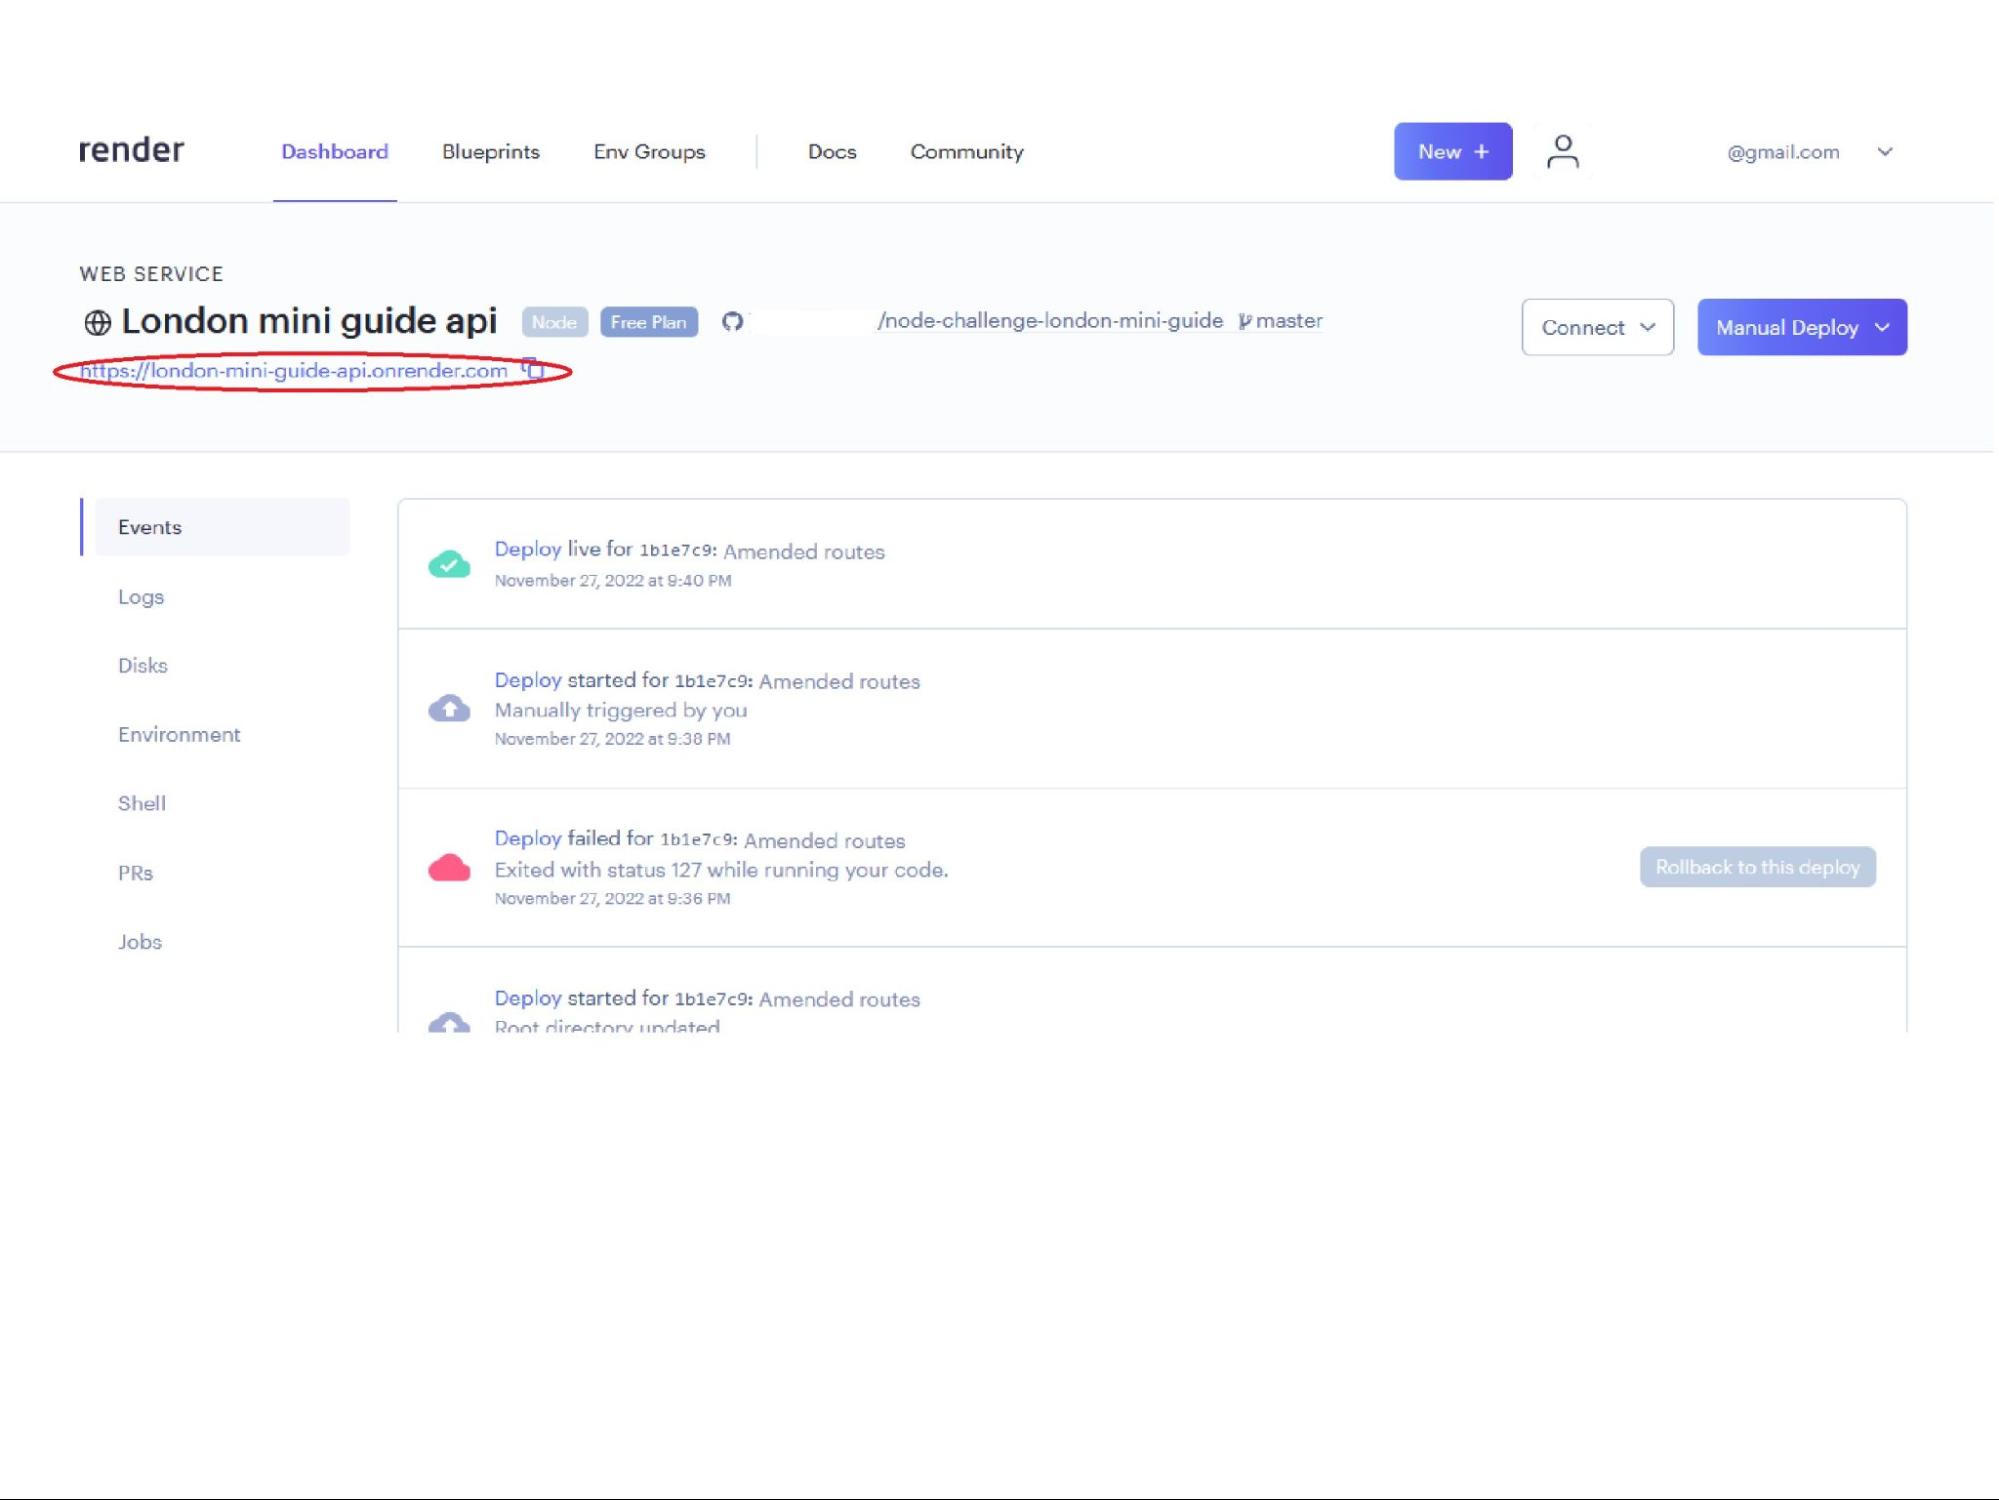 render Dashboard Blueprints Env Groups Docs Community New + @gmail.com
WEB SERVICE
London mini guide api Node Free Plan /node-challenge-london-mini-guide master
Connect Manual Deploy
https://london-mini-guide-api.onrender.com
Events
Logs
Disks
Environment
Shell
PRs
Jobs
Deploy live for 1b1e7c9: Amended routes
November 27, 2022 at 9:40 PM
Deploy started for 1b1e7c9: Amended routes
Manually triggered by you
November 27, 2022 at 9:38 PM
Deploy failed for 1b1e7c9: Amended routes
Exited with status 127 while running your code.
November 27, 2022 at 9:36 PM
Rollback to this deploy
Deploy started for 1b1e7c9: Amended routes
Root directory updated